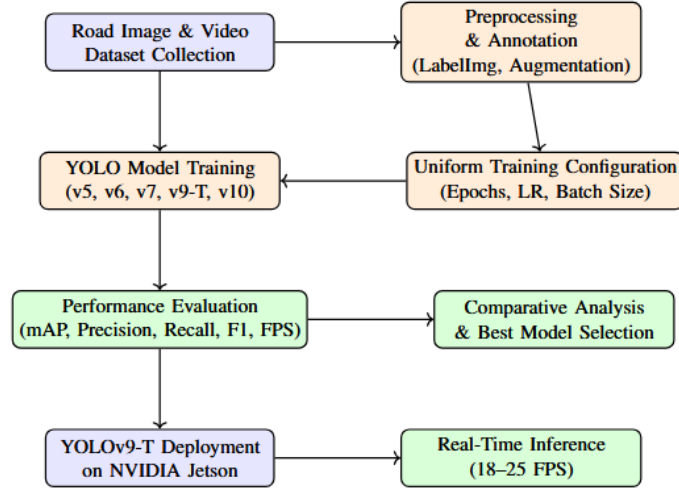 Road Image & Video
Dataset Collection
Preprocessing
& Annotation
(LabelImg, Augmentation)
YOLO Model Training
(v5, v6, v7, v9-T, v10)
Uniform Training Configuration
(Epochs, LR, Batch Size)
Performance Evaluation
(mAP, Precision, Recall, F1, FPS)
Comparative Analysis
& Best Model Selection
YOLOv9-T Deployment
on NVIDIA Jetson
Real-Time Inference
(18–25 FPS)